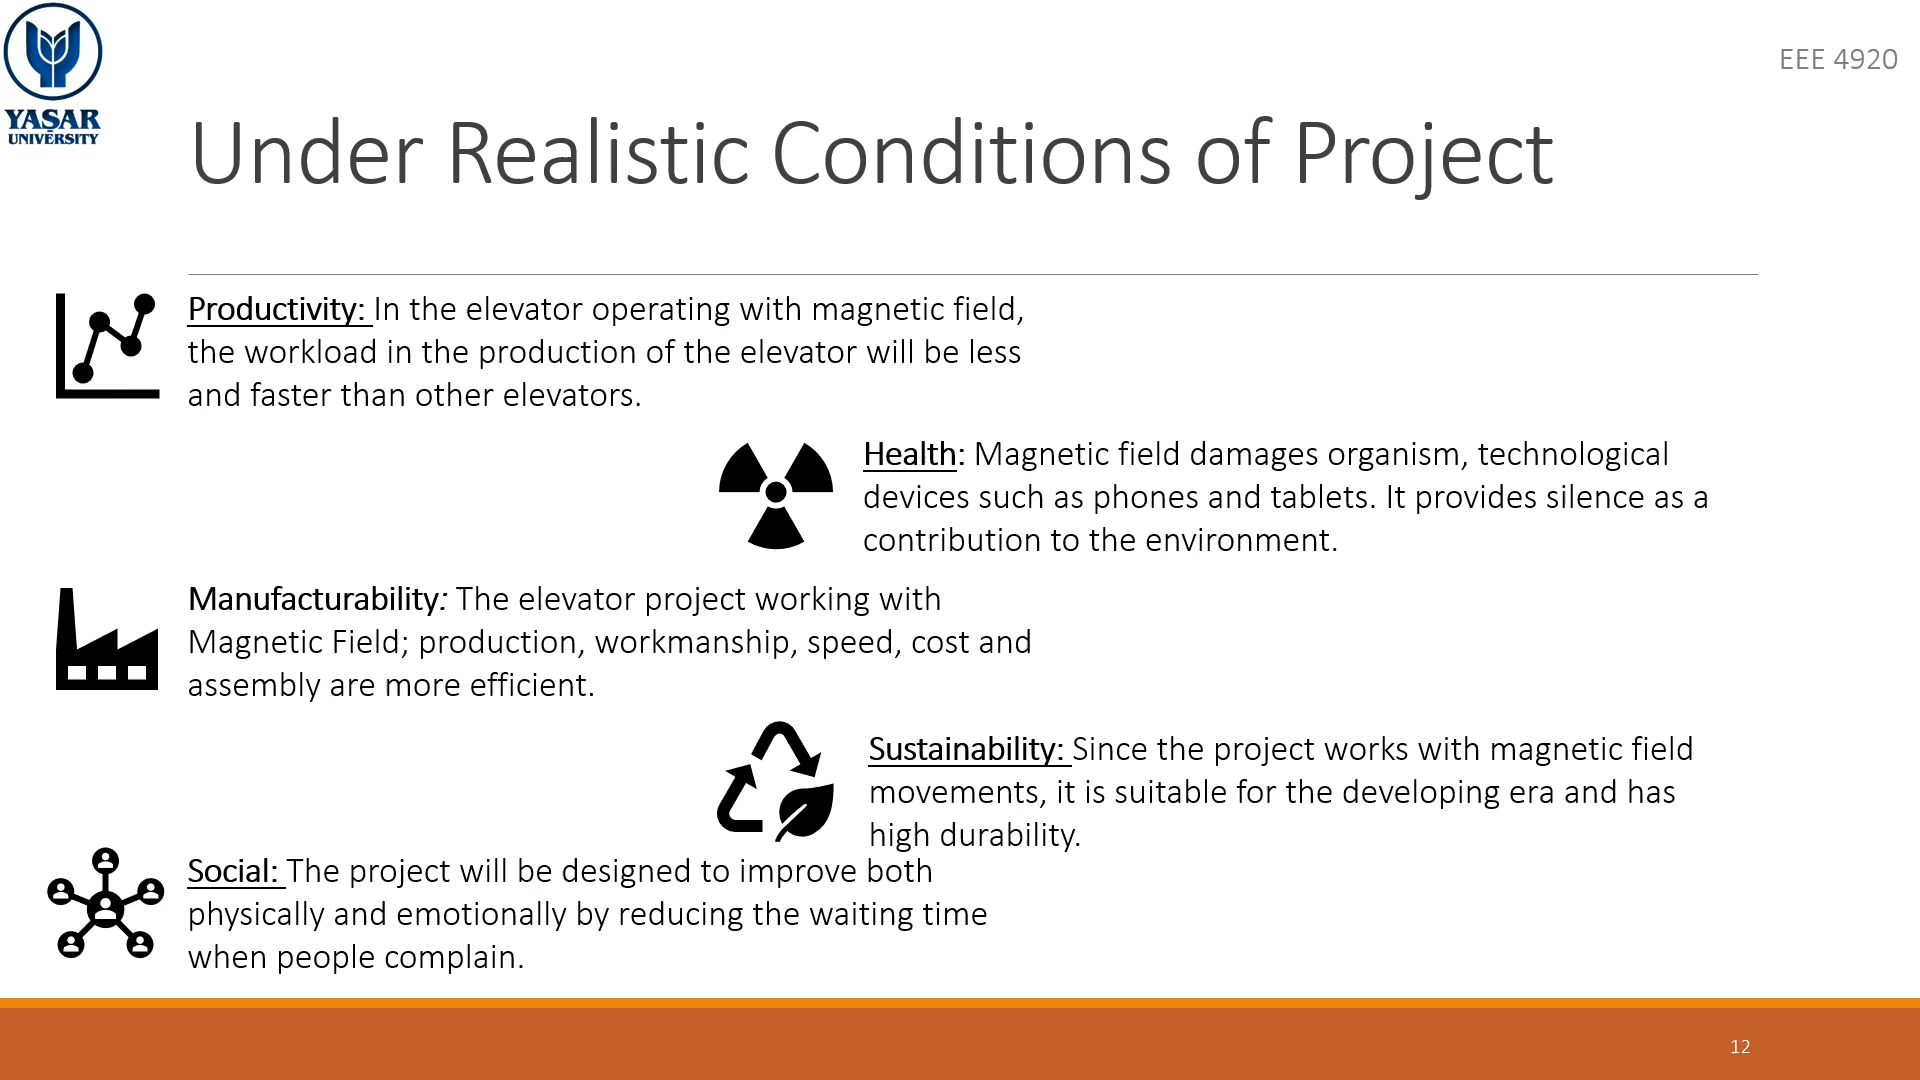 YAŞAR
UNIVERSITY
EEE 4920
Under Realistic Conditions of Project
Productivity: In the elevator operating with magnetic field,
the workload in the production of the elevator will be less
and faster than other elevators.
Health: Magnetic field damages organism, technological
devices such as phones and tablets. It provides silence as a
contribution to the environment.
Manufacturability: The elevator project working with
Magnetic Field; production, workmanship, speed, cost and
assembly are more efficient.
Sustainability: Since the project works with magnetic field
movements, it is suitable for the developing era and has
high durability.
Social: The project will be designed to improve both
physically and emotionally by reducing the waiting time
when people complain.
12